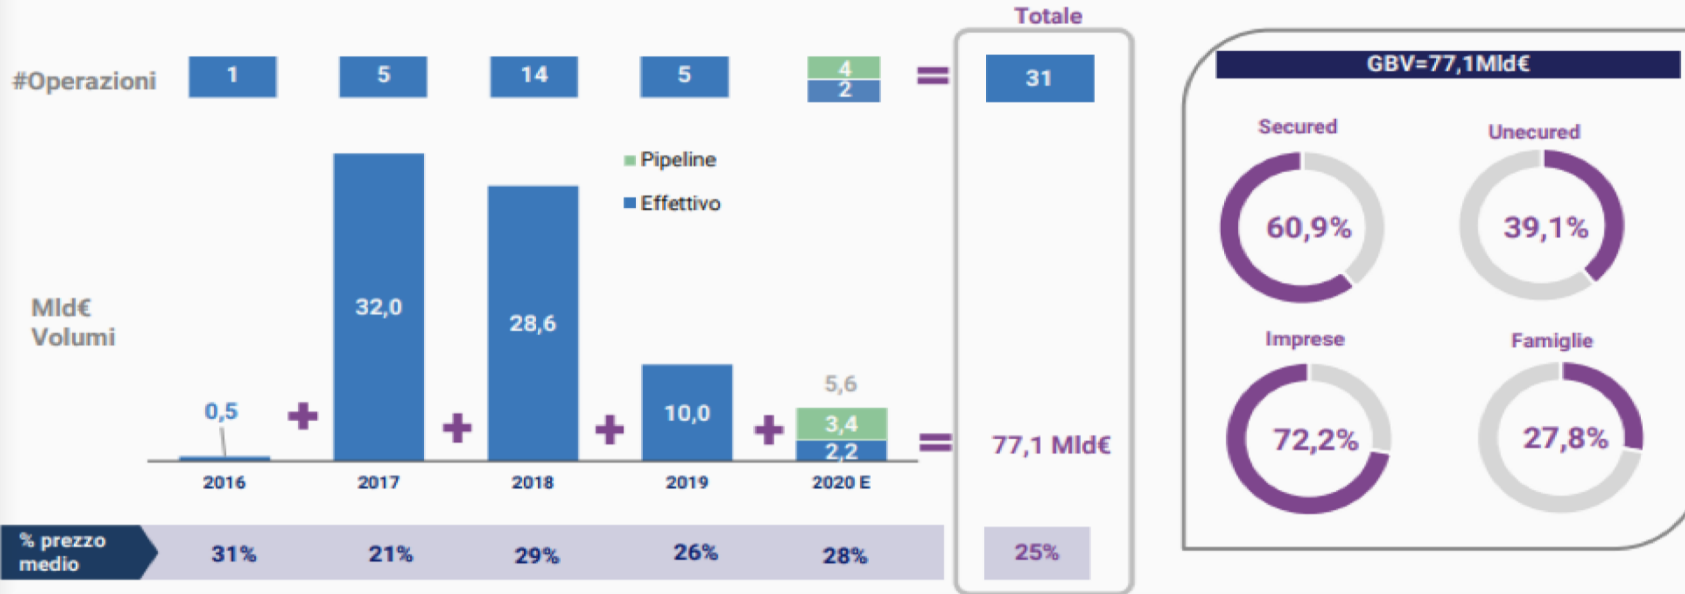 Totale
#Operazioni 1 5 14 5 4 31
2
GBV=77,1Mld€
Secured Unecured
Pipeline
Effettivo
60,9% 39,1%
Mld€
Volumi
32,0 28,6
Imprese Famiglie
5,6
0,5 10,0 3,4
2,2
77,1 Mld€
72,2% 27,8%
2016 2017 2018 2019 2020 E
% prezzo
medio
31% 21% 29% 26% 28% 25%